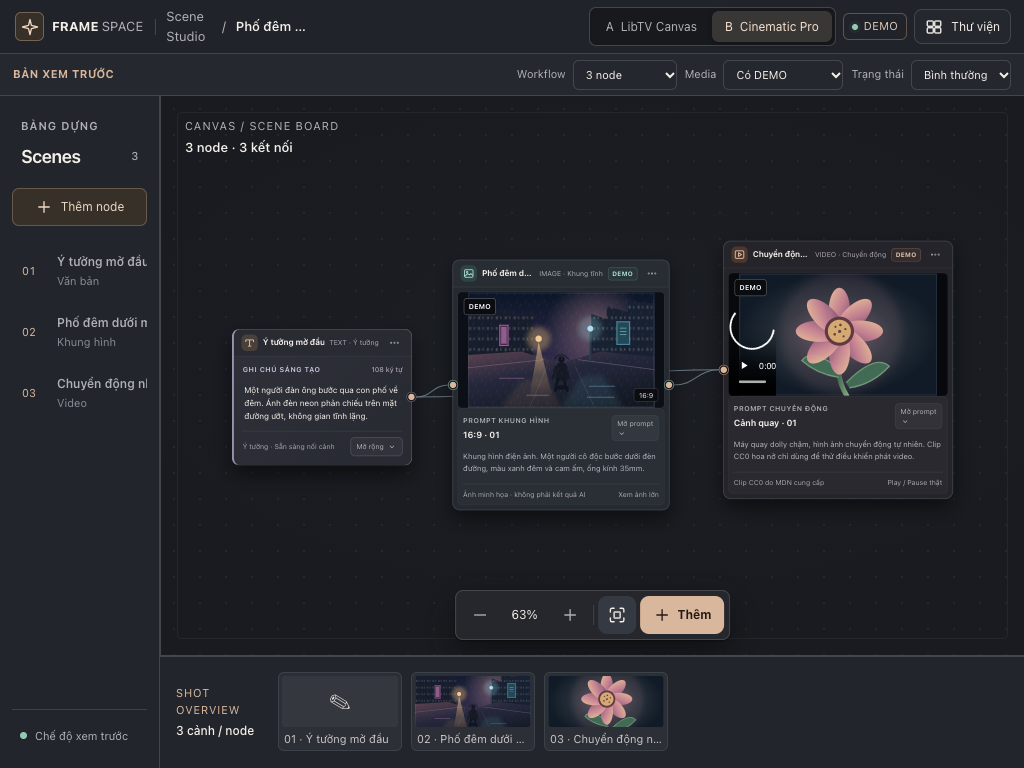 FRAME SPACE
Scene Studio / Phố đêm ...
A LibTV Canvas
B Cinematic Pro
DEMO
Thư viện
BẢN XEM TRƯỚC
Workflow
3 node
Media
Có DEMO
Trạng thái
Bình thường
BẢNG DỰNG
Scenes
3
Thêm node
01
Ý tưởng mở đầu
Văn bản
02
Phố đêm dưới
Khung hình
03
Chuyển động
Video
Chế độ xem trước
CANVAS / SCENE BOARD
3 node · 3 kết nối
Ý tưởng mở đầu
TEXT · Ý tưởng
GHI CHÚ SÁNG TẠO
108 ký tự
Một người đàn ông bước qua con phố về
đêm. Ánh đèn neon phản chiếu trên mặt
đường ướt, không gian tĩnh lặng.
Ý tưởng · Sẵn sàng nối cảnh
Mở rộng
Phố đêm d...
IMAGE · Khung tĩnh
DEMO
DEMO
16:9
PROMPT KHUNG HÌNH
16:9 · 01
Mở prompt
Khung hình điện ảnh. Một người cô độc bước dưới đèn
đường, màu xanh đêm và cam ấm, ống kính 35mm.
Ảnh minh họa · không phải kết quả AI
Xem ảnh lớn
Chuyển độn...
VIDEO · Chuyển động
DEMO
DEMO
0:00
PROMPT CHUYỂN ĐỘNG
Cảnh quay · 01
Mở prompt
Máy quay dolly chậm, hình ảnh chuyển động tự nhiên. Clip
CC0 hoa nở chỉ dùng để thử điều khiển phát video.
Clip CC0 do MDN cung cấp
Play / Pause thật
63%
Thêm
SHOT
OVERVIEW
3 cảnh / node
01 · Ý tưởng mở đầu
02 · Phố đêm dưới ...
03 · Chuyển động n...